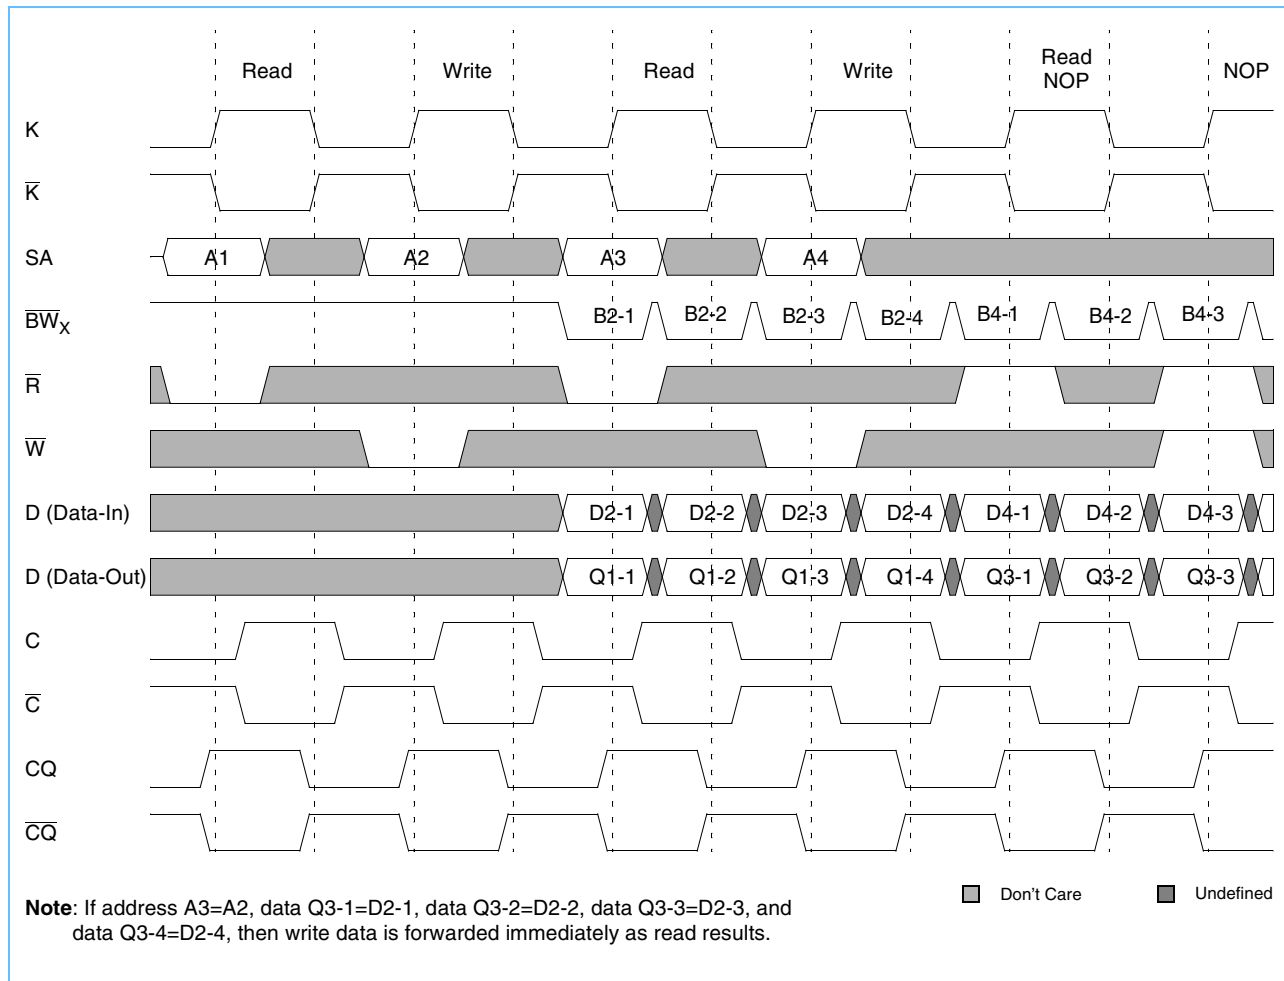 Read Write Read Write Read NOP NOP
K
K̅
SA A1 A2 A3 A4
B̅W̅X B2-1 B2-2 B2-3 B2-4 B4-1 B4-2 B4-3
R̅
W̅
D (Data-In) D2-1 D2-2 D2-3 D2-4 D4-1 D4-2 D4-3
D (Data-Out) Q1-1 Q1-2 Q1-3 Q1-4 Q3-1 Q3-2 Q3-3
C
C̅
CQ
C̅Q̅
Don't Care Undefined
Note: If address A3=A2, data Q3-1=D2-1, data Q3-2=D2-2, data Q3-3=D2-3, and
data Q3-4=D2-4, then write data is forwarded immediately as read results.